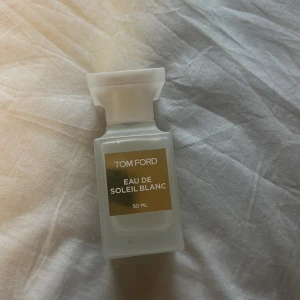 TOM FORD
EAU DE
SOLEIL BLANC
50 ML